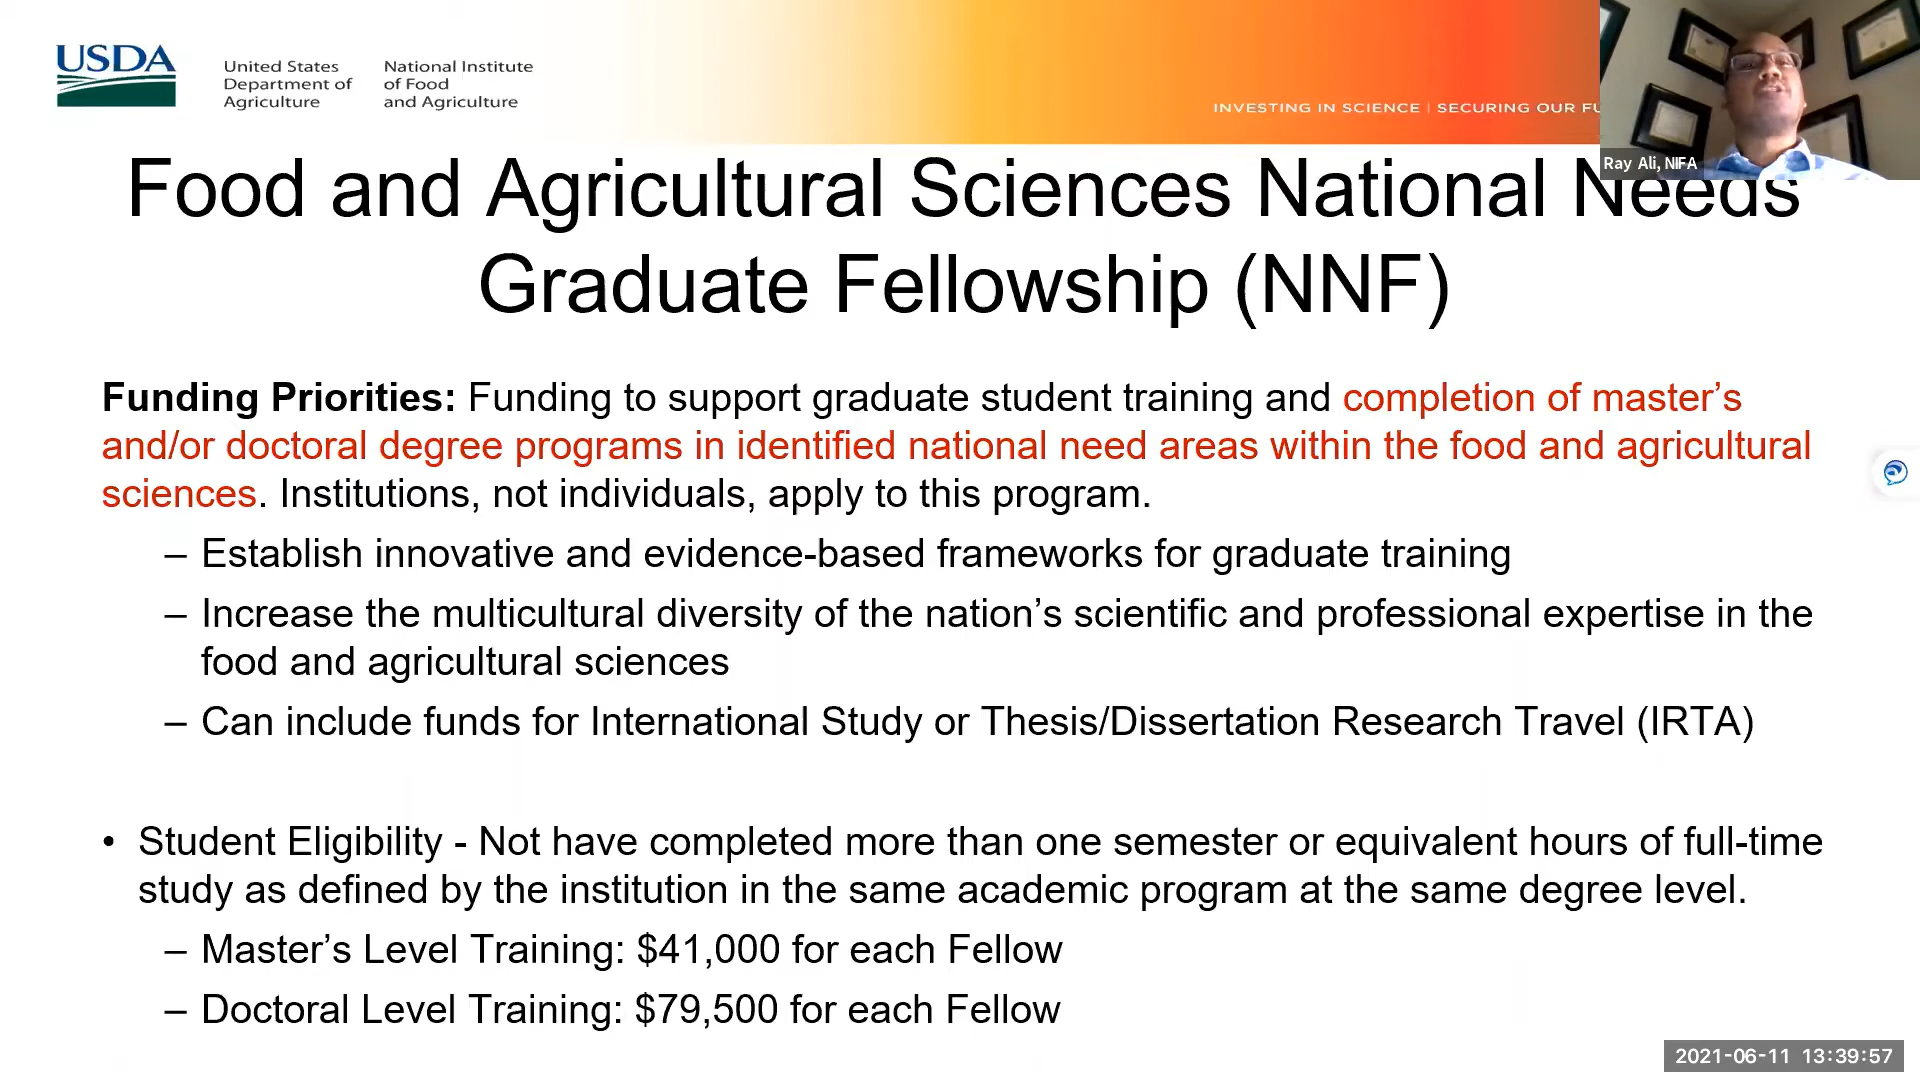 USDA
United States
Department of
Agriculture
National Institute
of Food
and Agriculture
INVESTING IN SCIENCE | SECURING OUR
Ray Ali, NIFA
Food and Agricultural Sciences National Needs
Graduate Fellowship (NNF)
Funding Priorities: Funding to support graduate student training and completion of master’s
and/or doctoral degree programs in identified national need areas within the food and agricultural
sciences. Institutions, not individuals, apply to this program.
– Establish innovative and evidence-based frameworks for graduate training
– Increase the multicultural diversity of the nation’s scientific and professional expertise in the
food and agricultural sciences
– Can include funds for International Study or Thesis/Dissertation Research Travel (IRTA)
• Student Eligibility - Not have completed more than one semester or equivalent hours of full-time
study as defined by the institution in the same academic program at the same degree level.
– Master’s Level Training: $41,000 for each Fellow
– Doctoral Level Training: $79,500 for each Fellow
2021-06-11 13:39:57